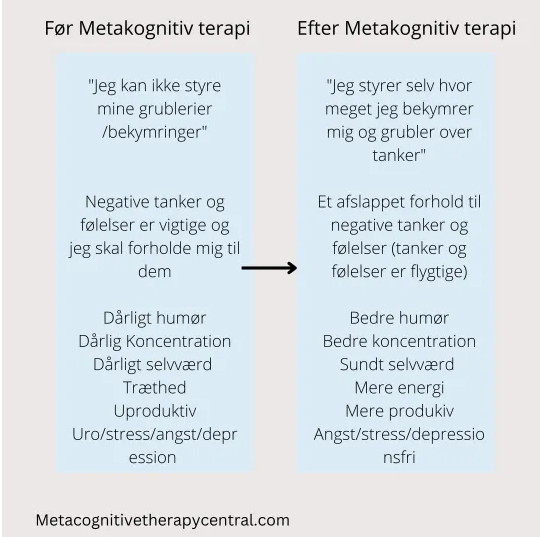 Før Metakognitiv terapi
"Jeg kan ikke styre
mine grublerier
/bekymringer"
Negative tanker og
følelser er vigtige og
jeg skal forholde mig til
dem
Dårligt humør
Dårlig Koncentration
Dårligt selvværd
Træthed
Uproduktiv
Uro/stress/angst/depr
ession
Efter Metakognitiv terapi
"Jeg styrer selv hvor
meget jeg bekymrer
mig og grubler over
tanker"
Et afslappet forhold til
negative tanker og
følelser (tanker og
følelser er flygtige)
Bedre humør
Bedre koncentration
Sundt selvværd
Mere energi
Mere produkiv
Angst/stress/depressio
nsfri
Metacognitivetherapycentral.com